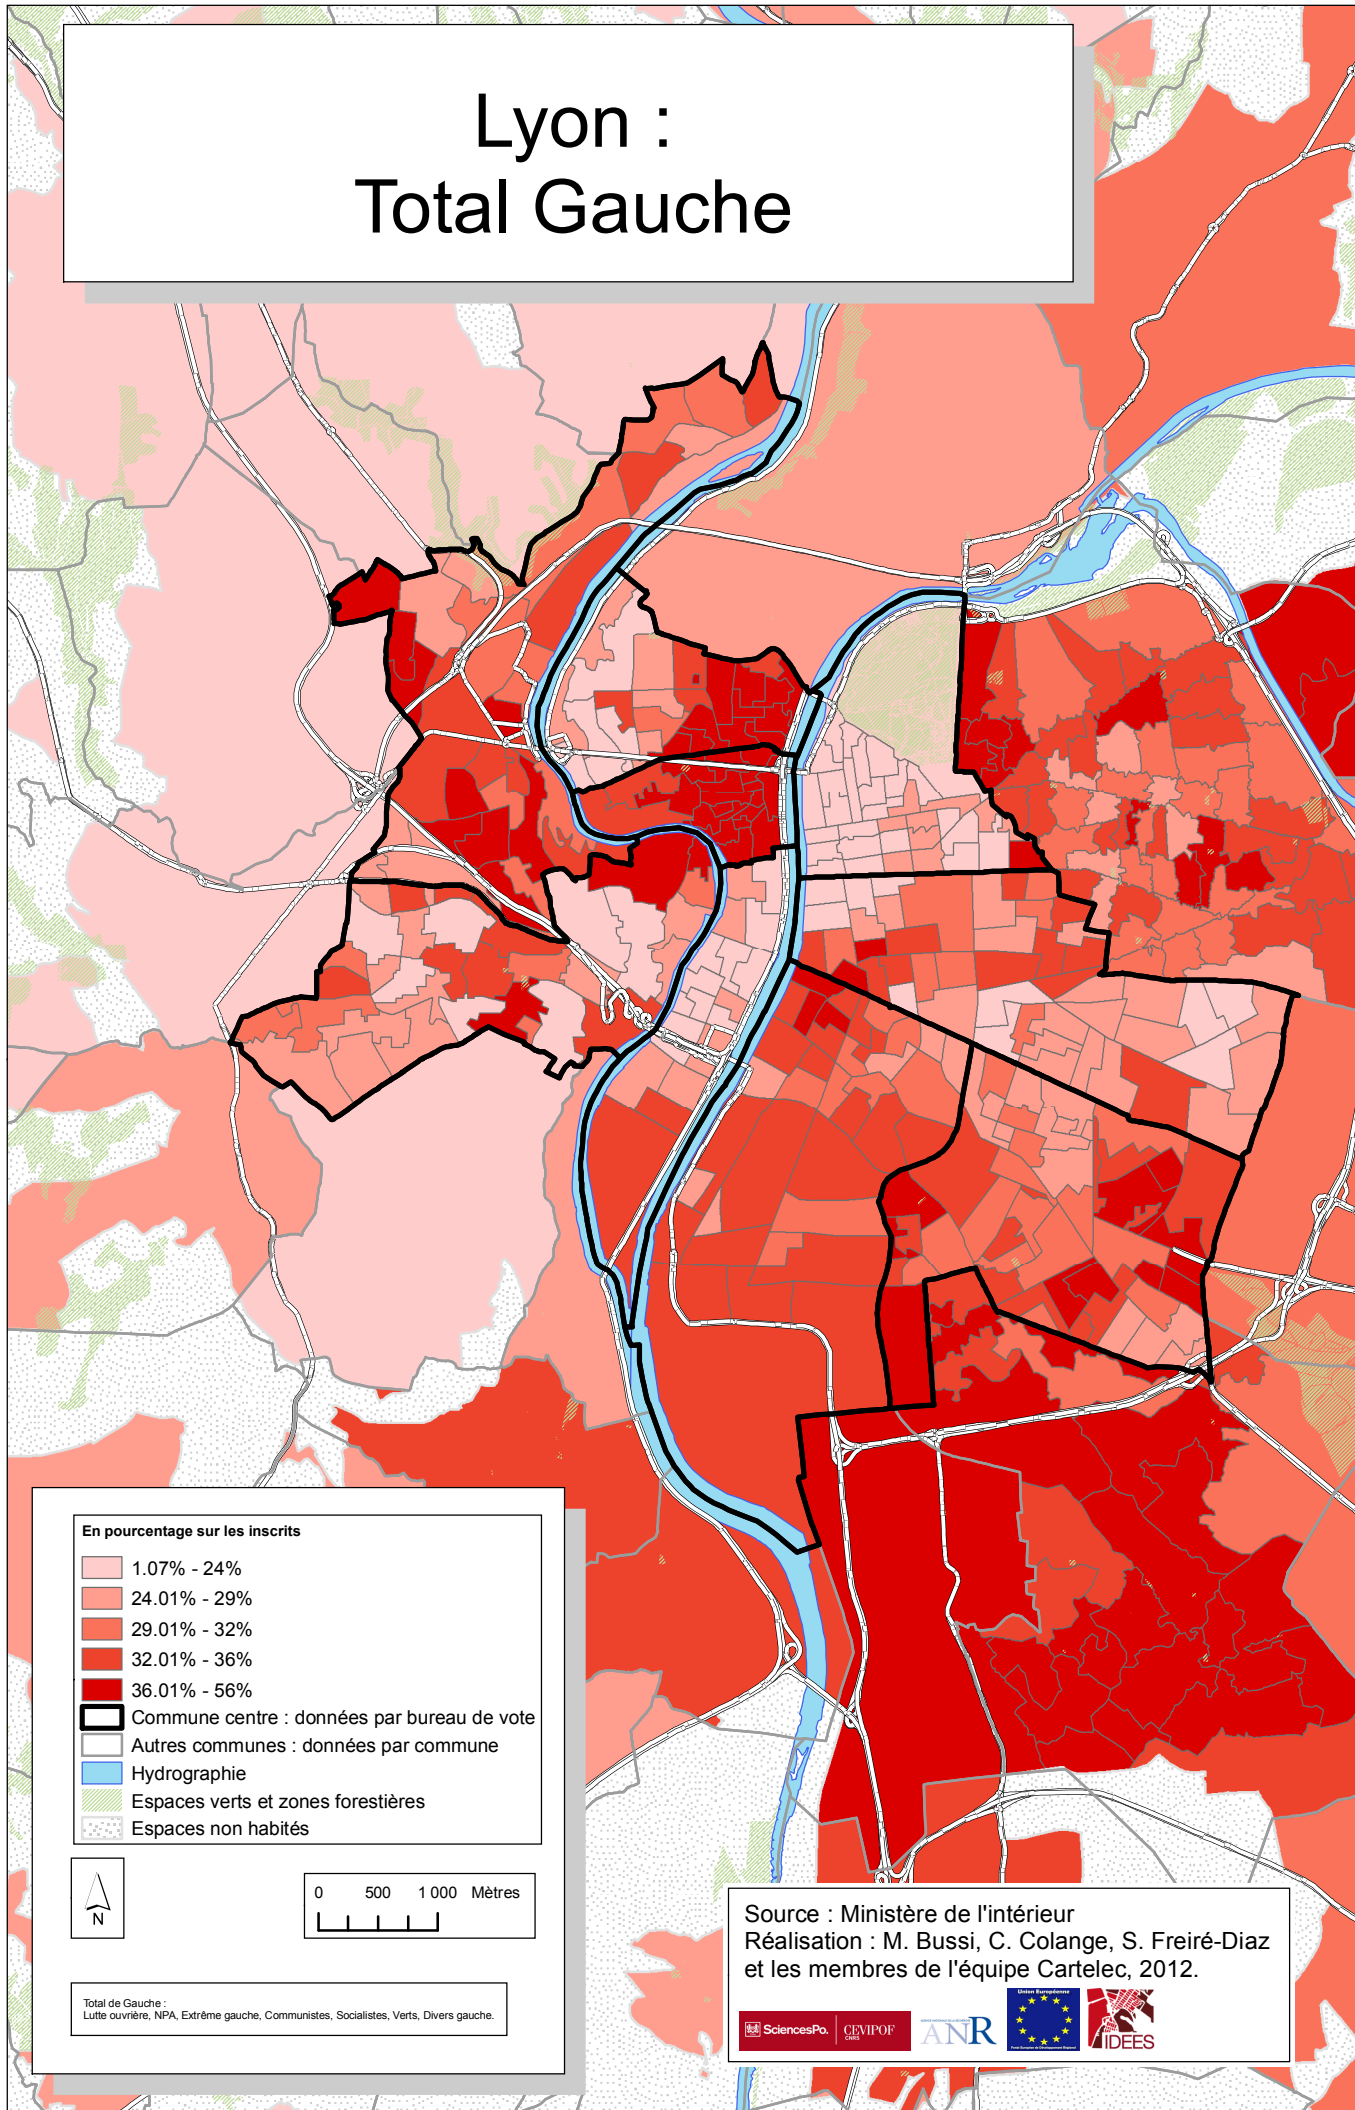 Lyon :
Total Gauche
En pourcentage sur les inscrits
1.07% - 24%
24.01% - 29%
29.01% - 32%
32.01% - 36%
36.01% - 56%
Commune centre : données par bureau de vote
Autres communes : données par commune
Hydrographie
Espaces verts et zones forestières
Espaces non habités
N
0 500 1 000 Mètres
Total de Gauche :
Lutte ouvrière, NPA, Extrême gauche, Communistes, Socialistes, Verts, Divers gauche.
Source : Ministère de l'intérieur
Réalisation : M. Bussi, C. Colange, S. Freiré-Diaz
et les membres de l'équipe Cartelec, 2012.
SciencesPo.
CEVIPOF
CNRS
ANR
Union Européenne
IDEES